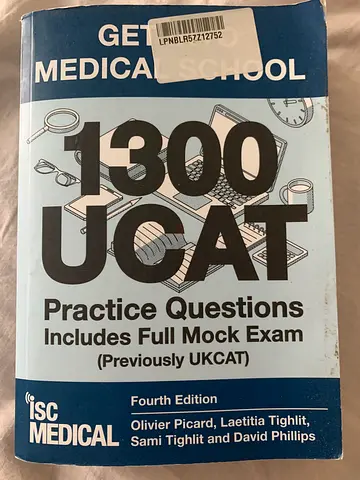 GET
MEDICAL SCHOOL
LPNBLR57Z12752
1300
UCAT
Practice Questions
Includes Full Mock Exam
(Previously UKCAT)
Fourth Edition
ISC
MEDICAL
Olivier Picard, Laetitia Tighlit,
Sami Tighlit and David Phillips